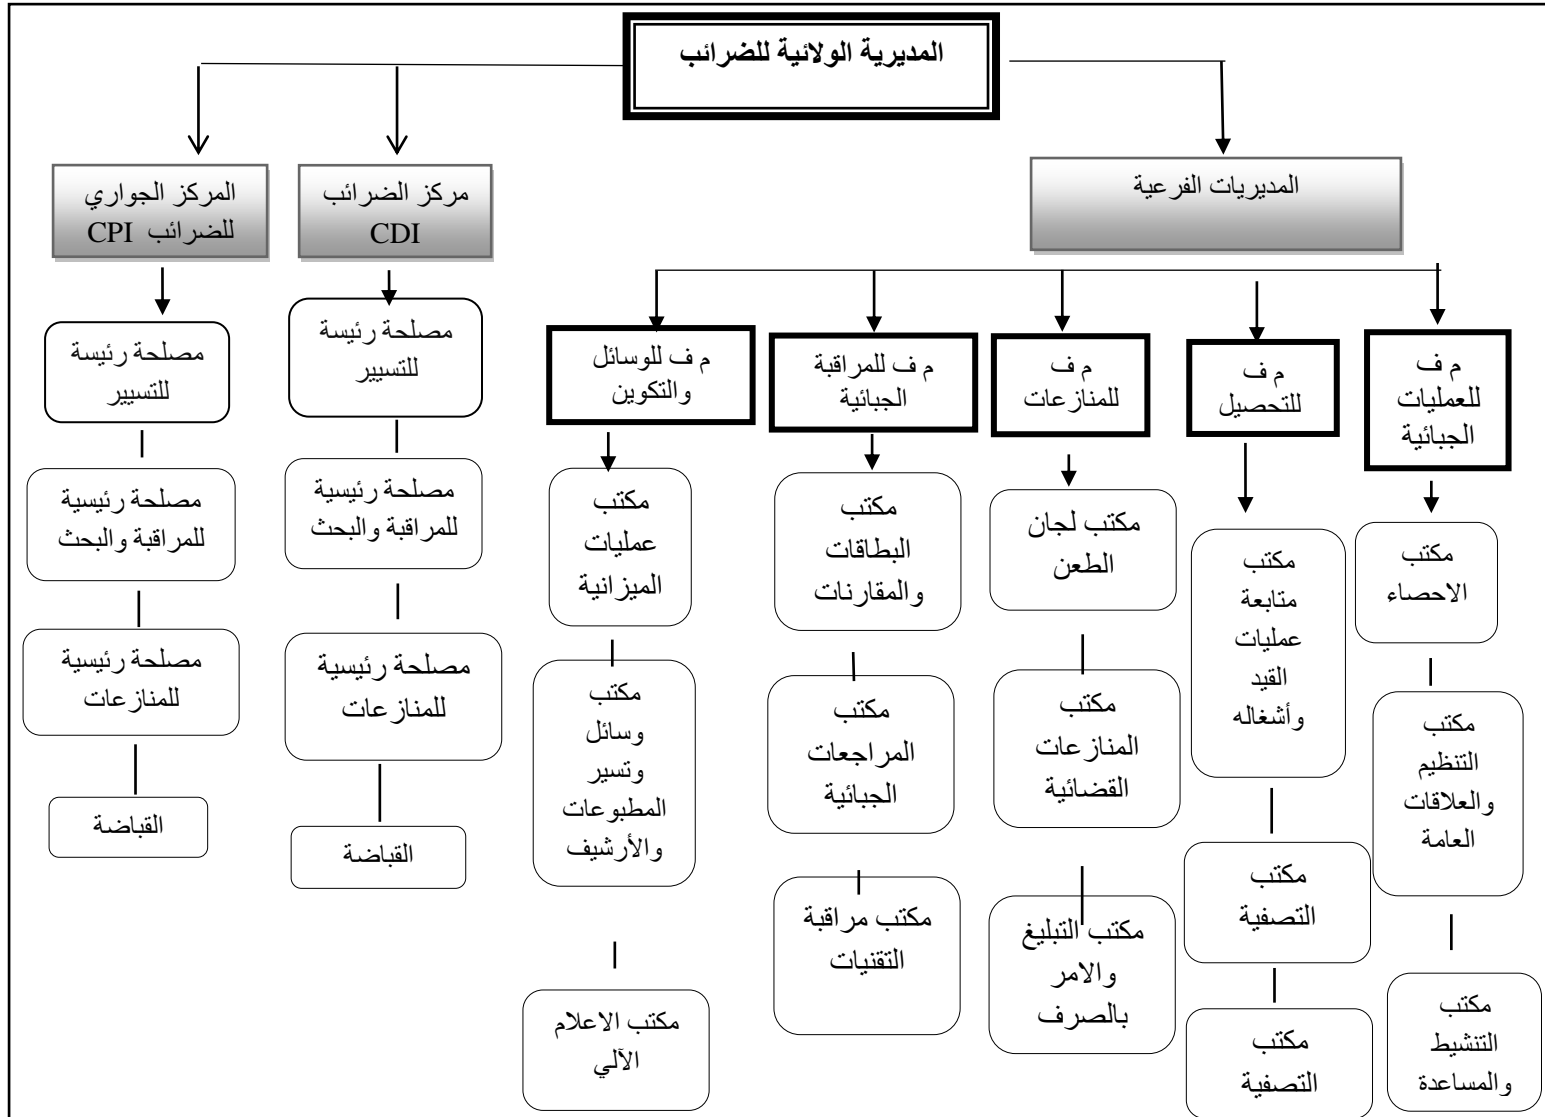 المديرية الولائية للضرائب
المديريات الفرعية
مركز الضرائب
CDI
المركز الجواري
للضرائب CPI
م ف
للعمليات
الجبائية
م ف
للتحصيل
م ف
للمنازعات
م ف للمراقبة
الجبائية
م ف للوسائل
والتكوين
مصلحة رئيسة
للتسيير
مصلحة رئيسة
للتسيير
مكتب
الاحصاء
مكتب
متابعة
عمليات
القيد
وأشغاله
مكتب لجان
الطعن
مكتب
البطاقات
والمقارنات
مكتب
عمليات
الميزانية
مصلحة رئيسية
للمراقبة والبحث
مصلحة رئيسية
للمراقبة والبحث
مكتب
التنظيم
والعلاقات
العامة
مكتب
التصفية
مكتب
المنازعات
القضائية
مكتب
المراجعات
الجبائية
مكتب
وسائل
وتسير
المطبوعات
والأرشيف
مصلحة رئيسية
للمنازعات
مصلحة رئيسية
للمنازعات
مكتب
التنشيط
والمساعدة
مكتب
التصفية
مكتب التبليغ
والامر
بالصرف
مكتب مراقبة
التقنيات
مكتب الاعلام
الآلي
القباضة
القباضة